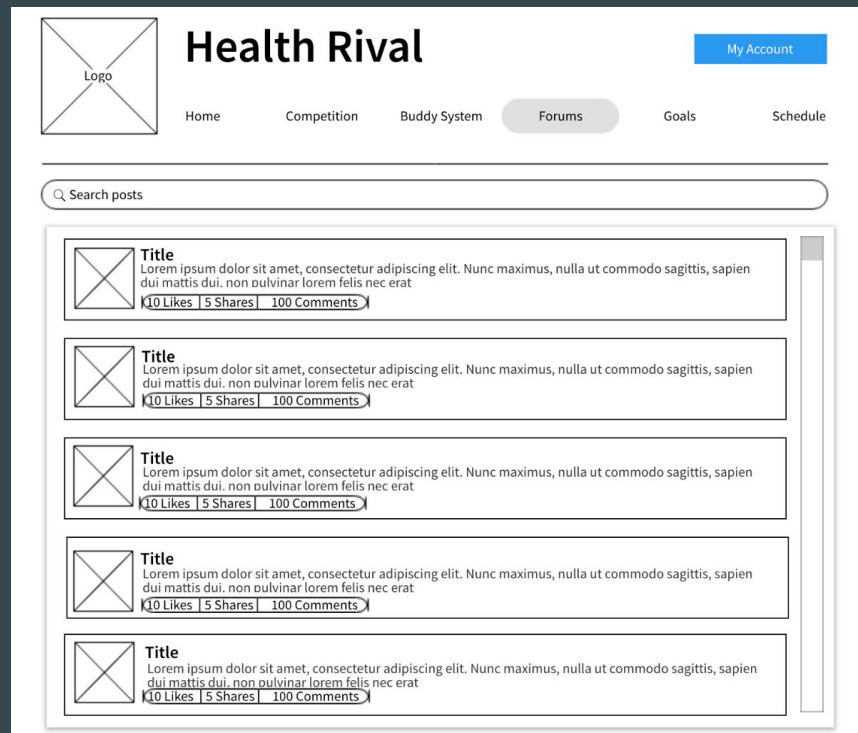 Health Rival
My Account
Logo
Home Competition Buddy System Forums Goals Schedule
Search posts
Title
Lorem ipsum dolor sit amet, consectetur adipiscing elit. Nunc maximus, nulla ut commodo sagittis, sapien
dui mattis dui, non pulvinar lorem felis nec erat
10 Likes 5 Shares 100 Comments
Title
Lorem ipsum dolor sit amet, consectetur adipiscing elit. Nunc maximus, nulla ut commodo sagittis, sapien
dui mattis dui, non pulvinar lorem felis nec erat
10 Likes 5 Shares 100 Comments
Title
Lorem ipsum dolor sit amet, consectetur adipiscing elit. Nunc maximus, nulla ut commodo sagittis, sapien
dui mattis dui, non pulvinar lorem felis nec erat
10 Likes 5 Shares 100 Comments
Title
Lorem ipsum dolor sit amet, consectetur adipiscing elit. Nunc maximus, nulla ut commodo sagittis, sapien
dui mattis dui, non pulvinar lorem felis nec erat
10 Likes 5 Shares 100 Comments
Title
Lorem ipsum dolor sit amet, consectetur adipiscing elit. Nunc maximus, nulla ut commodo sagittis, sapien
dui mattis dui, non pulvinar lorem felis nec erat
10 Likes 5 Shares 100 Comments